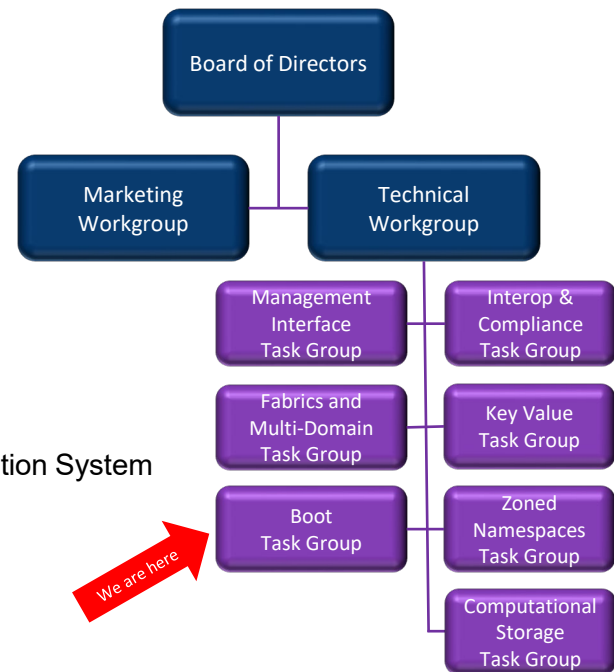 Board of Directors
Marketing
Workgroup
Technical
Workgroup
Management
Interface
Task Group
Interop &
Compliance
Task Group
Fabrics and
Multi-Domain
Task Group
Key Value
Task Group
tion System
Boot
Task Group
Zoned
Namespaces
Task Group
We are here
Computational
Storage
Task Group